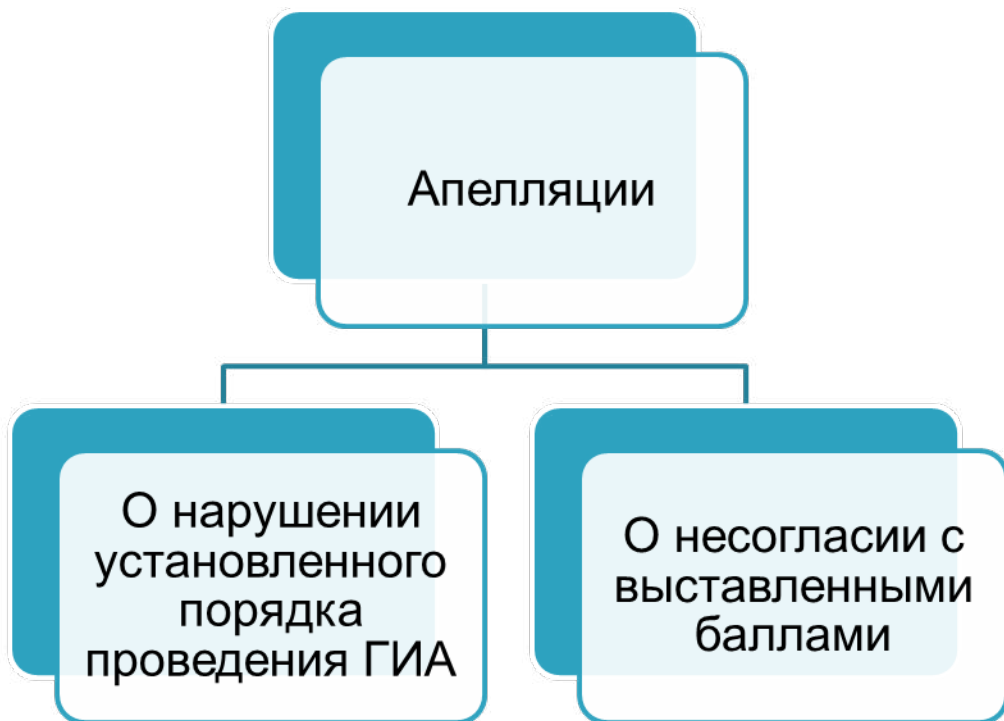 Апелляции
О нарушении
установленного
порядка
проведения ГИА
О несогласии с
выставленными
баллами